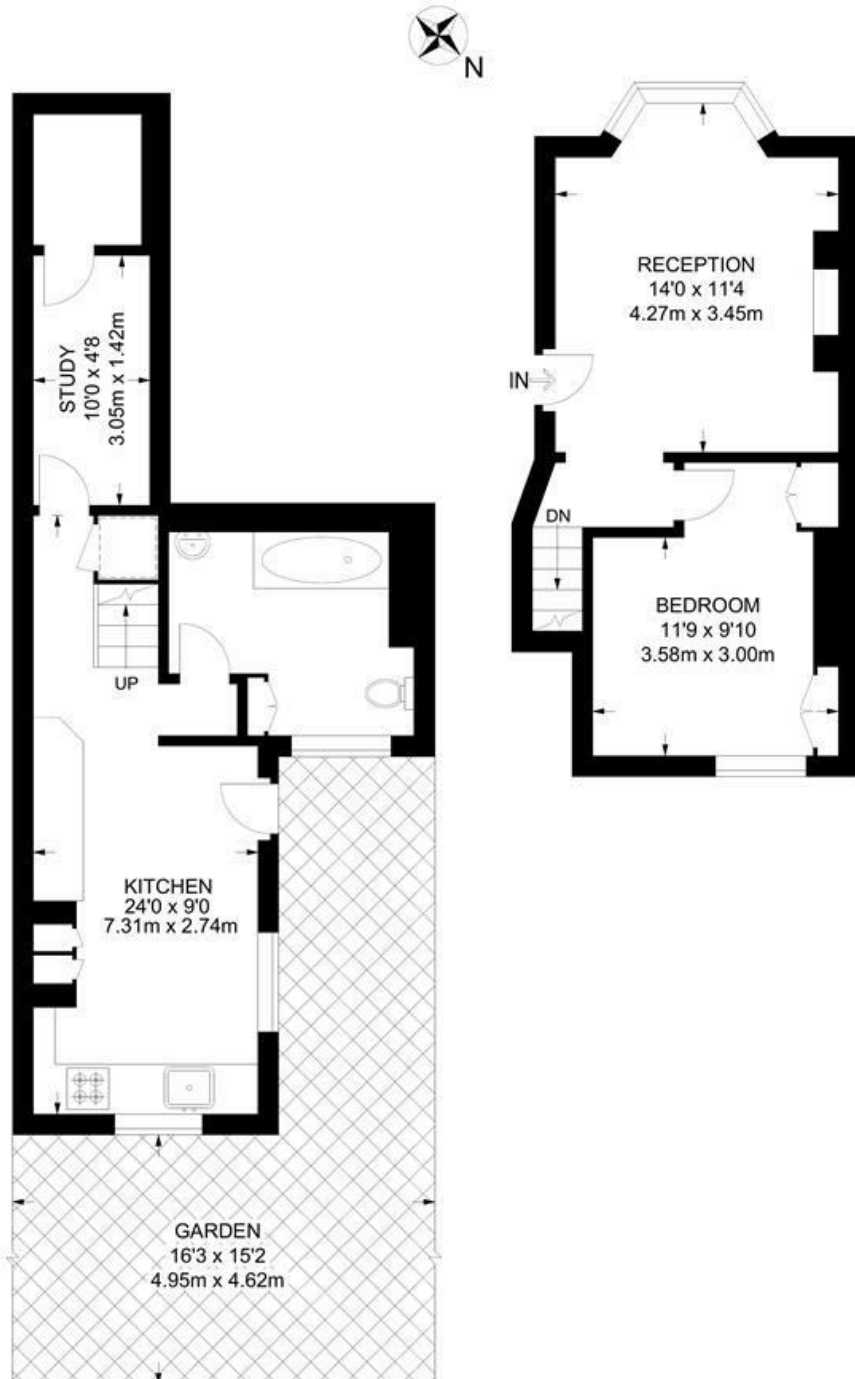 N
RECEPTION
14'0 x 11'4
4.27m x 3.45m
IN
STUDY
10'0 x 4'8
3.05m x 1.42m
DN
BEDROOM
11'9 x 9'10
3.58m x 3.00m
UP
KITCHEN
24'0 x 9'0
7.31m x 2.74m
GARDEN
16'3 x 15'2
4.95m x 4.62m